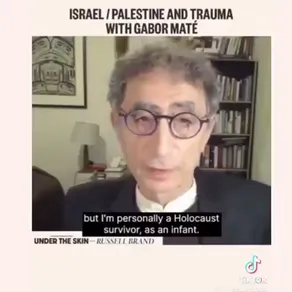 ISRAEL / PALESTINE AND TRAUMA
WITH GABOR MATÉ
but I'm personally a Holocaust
survivor, as an infant.
UNDER THE SKIN WITH RUSSELL BRAND